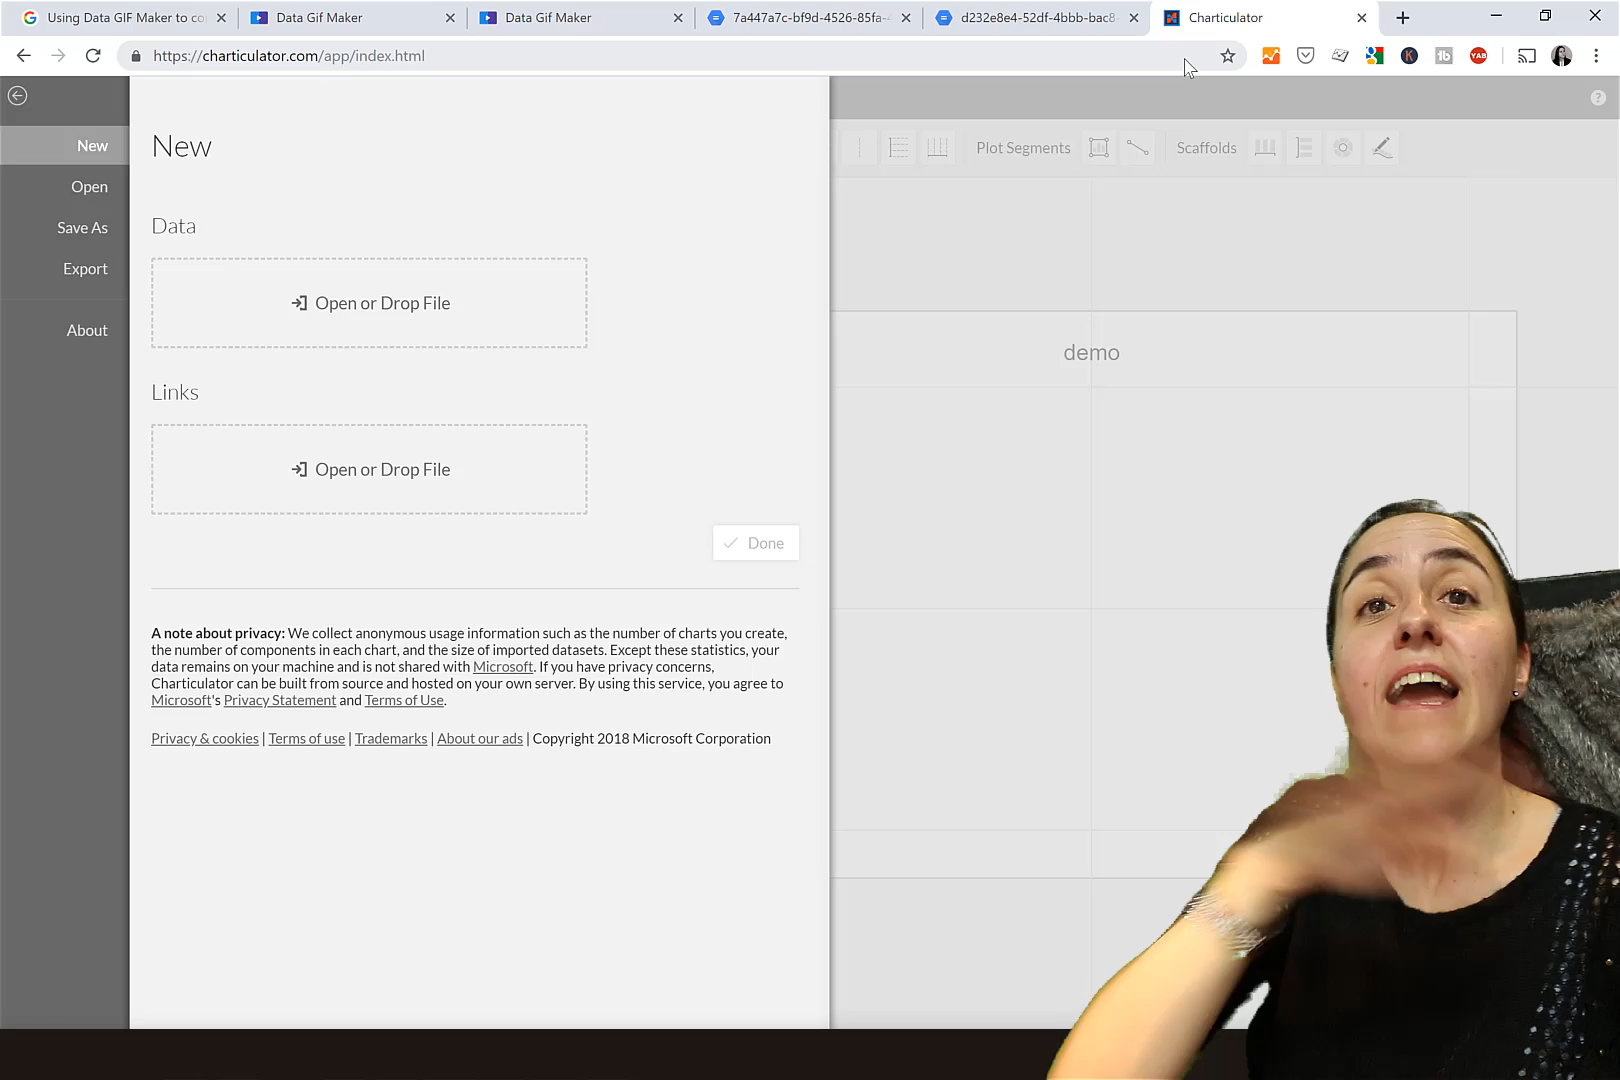 Using Data GIF Maker to co
Data Gif Maker
Data Gif Maker
7a447a7c-bf9d-4526-85fa-4
d232e8e4-52df-4bbb-bac8
Charticulator
https://charticulator.com/app/index.html
New
Open
Save As
Export
About
New
Data
Open or Drop File
Links
Open or Drop File
Done
A note about privacy: We collect anonymous usage information such as the number of charts you create,
the number of components in each chart, and the size of imported datasets. Except these statistics, your
data remains on your machine and is not shared with Microsoft. If you have privacy concerns,
Charticulator can be built from source and hosted on your own server. By using this service, you agree to
Microsoft's Privacy Statement and Terms of Use.
Privacy & cookies | Terms of use | Trademarks | About our ads | Copyright 2018 Microsoft Corporation
Plot Segments
Scaffolds
demo
K
tb
YAB